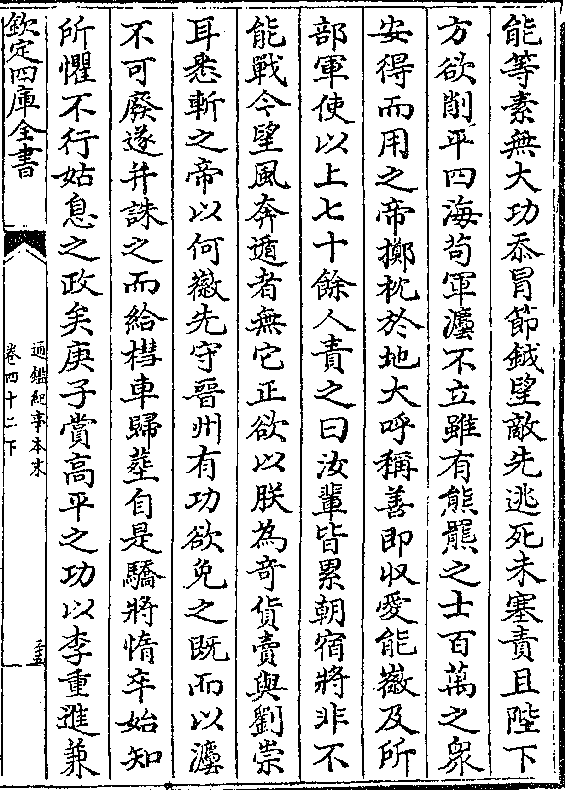 能等素無大功忝冒節鉞望敵先逃死未塞責且陛下
方欲削平四海苟軍灋不立雖有熊羆之士百萬之衆
安得而用之帝擲枕於地大呼稱善即収愛能徽及所
部軍使以上七十餘人責之曰汝輩皆累朝宿將非不
能戰今望風奔遁者無它正欲以朕為奇貨賣與劉崇
耳悉斬之帝以何徽先守晉州有功欲免之既而以灋
不可廢遂并誅之而給槥車歸塟自是驕將惰卒始知
所懼不行姑息之政矣庚子賞高平之功以李重進兼
欽定四庫全書
通鑑紀事本末
卷四十二下
三五